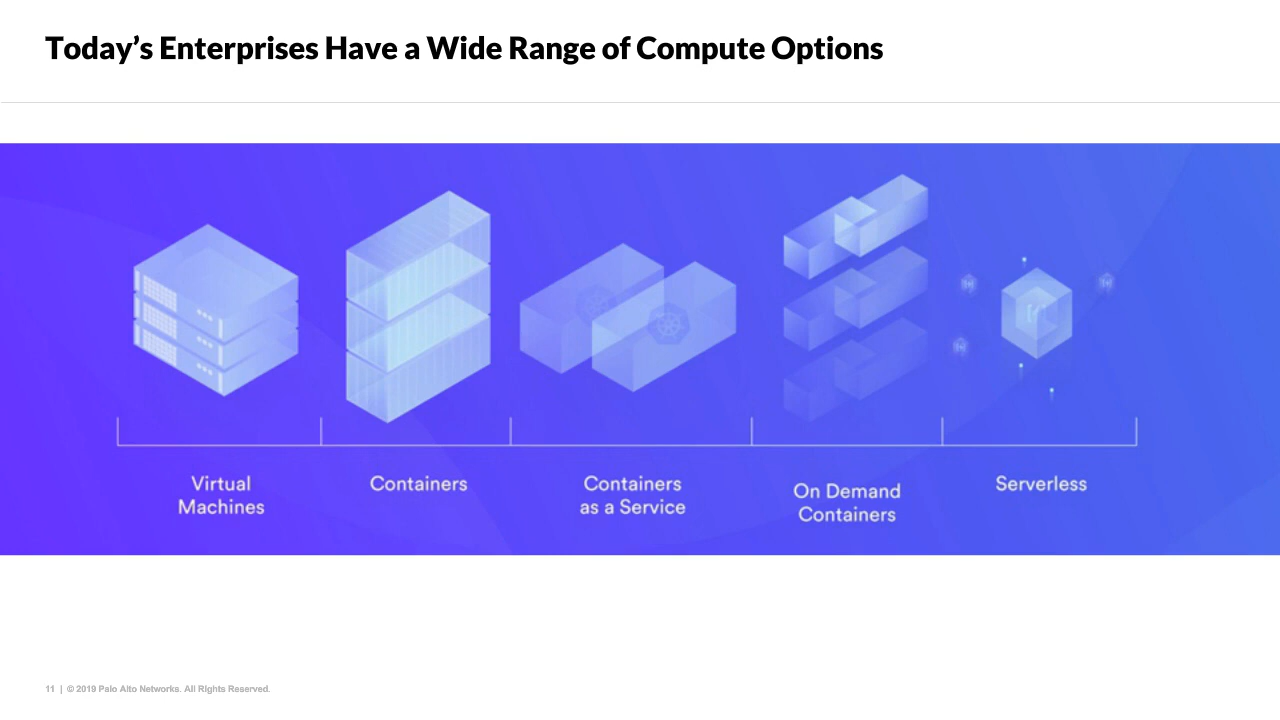 Today’s Enterprises Have a Wide Range of Compute Options
Virtual
Machines
Containers
Containers
as a Service
On Demand
Containers
Serverless
11 | © 2019 Palo Alto Networks. All Rights Reserved.